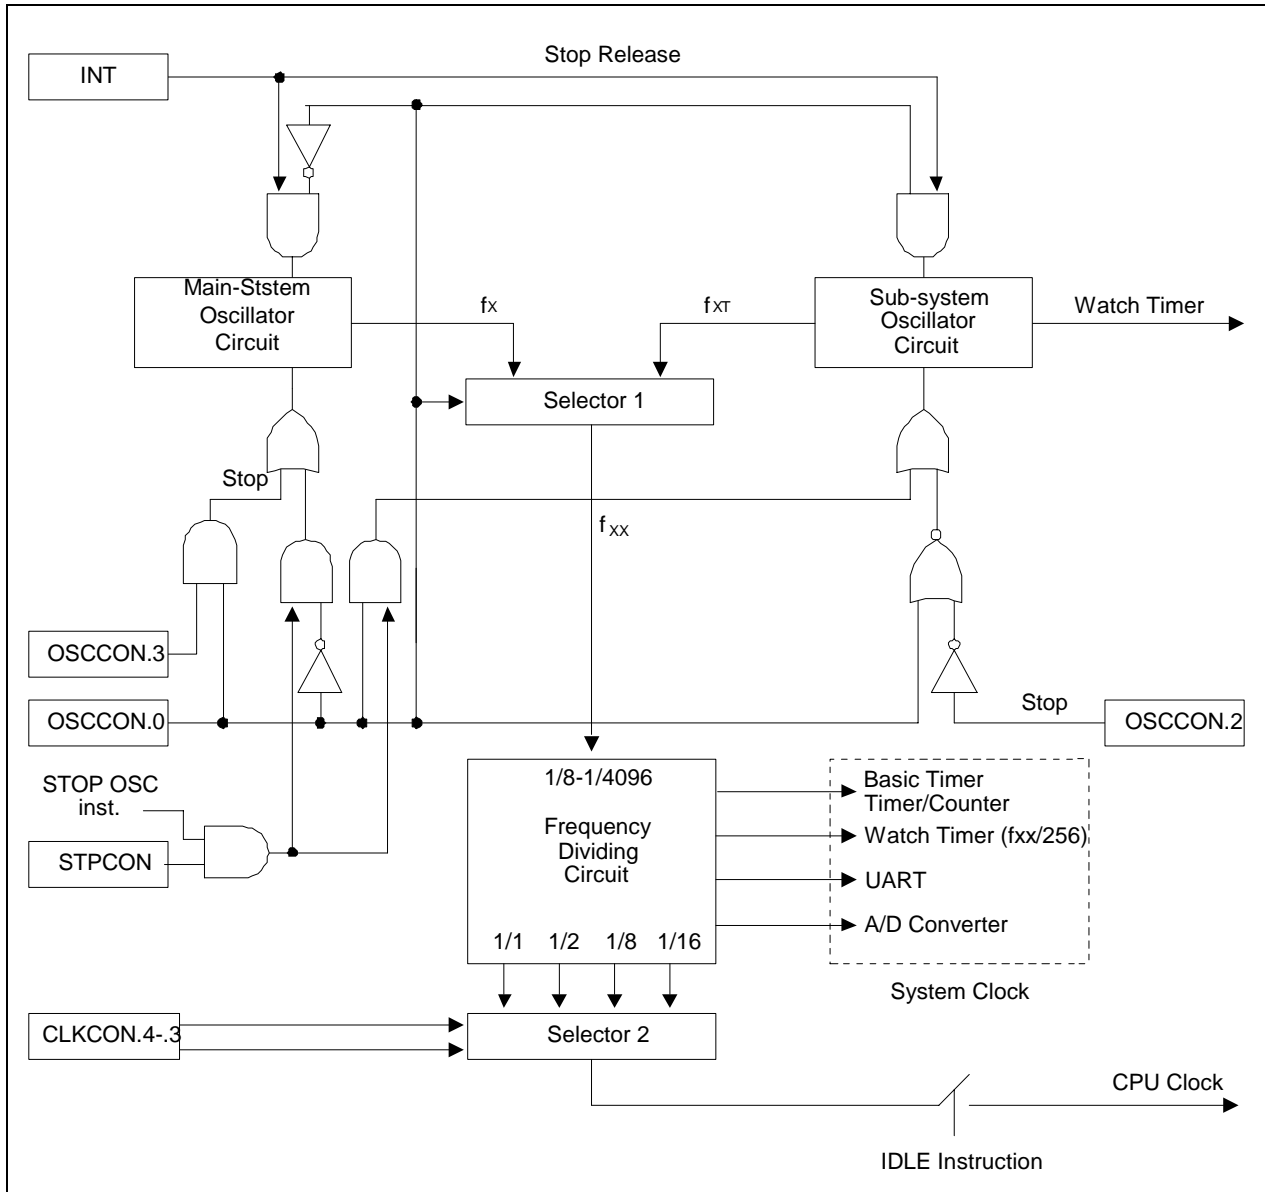 Stop Release
INT
Main-Ststem
Oscillator
Circuit
fX
fXT
Sub-system
Oscillator
Circuit
Watch Timer
Selector 1
Stop
fXX
OSCCON.3
OSCCON.0
Stop
OSCCON.2
STOP OSC
inst.
STPCON
1/8-1/4096
Frequency
Dividing
Circuit
1/1 1/2 1/8 1/16
Basic Timer
Timer/Counter
Watch Timer (fxx/256)
UART
A/D Converter
System Clock
CLKCON.4-.3
Selector 2
CPU Clock
IDLE Instruction